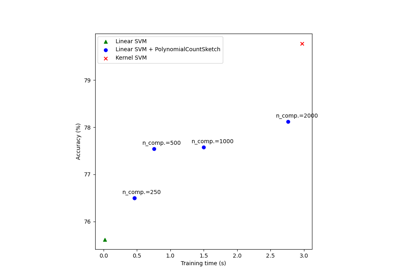 Linear SVM
Linear SVM + PolynomialCountSketch
Kernel SVM
79
78
77
76
Accuracy (%)
n_comp.=2000
n_comp.=500
n_comp.=1000
n_comp.=250
0.0 0.5 1.0 1.5 2.0 2.5 3.0
Training time (s)